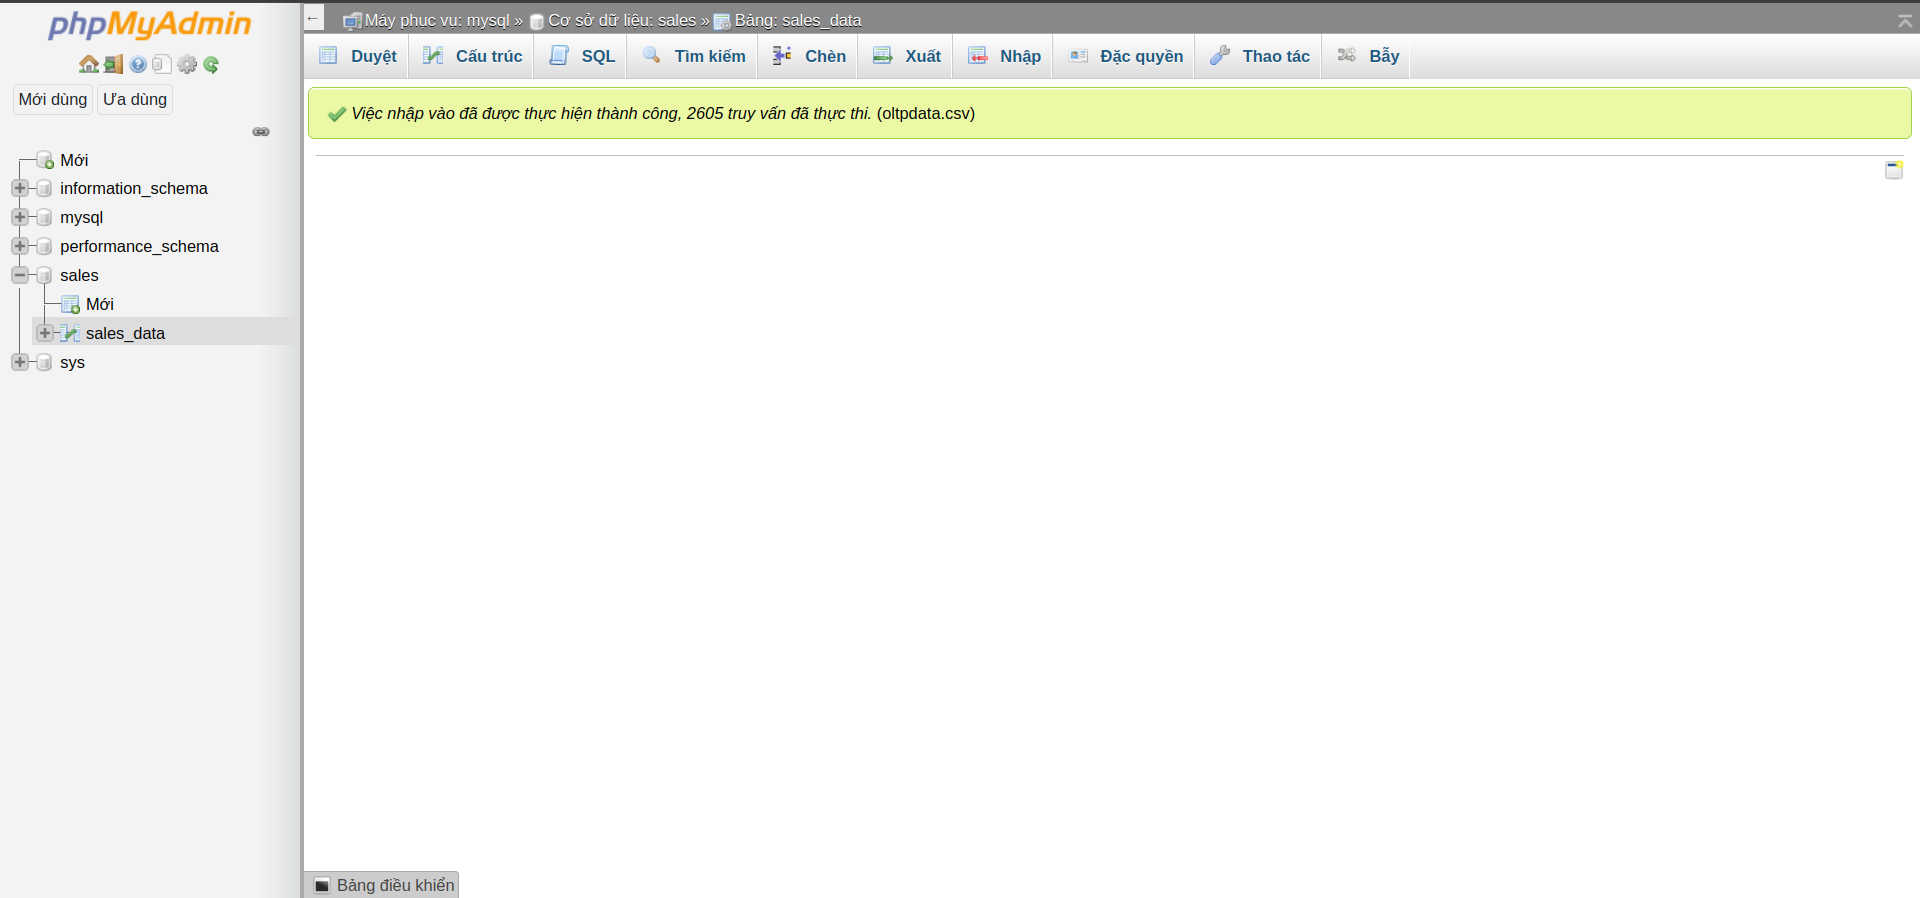 phpMyAdmin
Mới dùng Ưa dùng
Mới
information_schema
mysql
performance_schema
sales
Mới
sales_data
sys
← Máy phục vụ: mysql » Cơ sở dữ liệu: sales » Bảng: sales_data
Duyệt Cấu trúc SQL Tìm kiếm Chèn Xuất Nhập Đặc quyền Thao tác Bẫy
Việc nhập vào đã được thực hiện thành công, 2605 truy vấn đã thực thi. (oltpdata.csv)
Bảng điều khiển